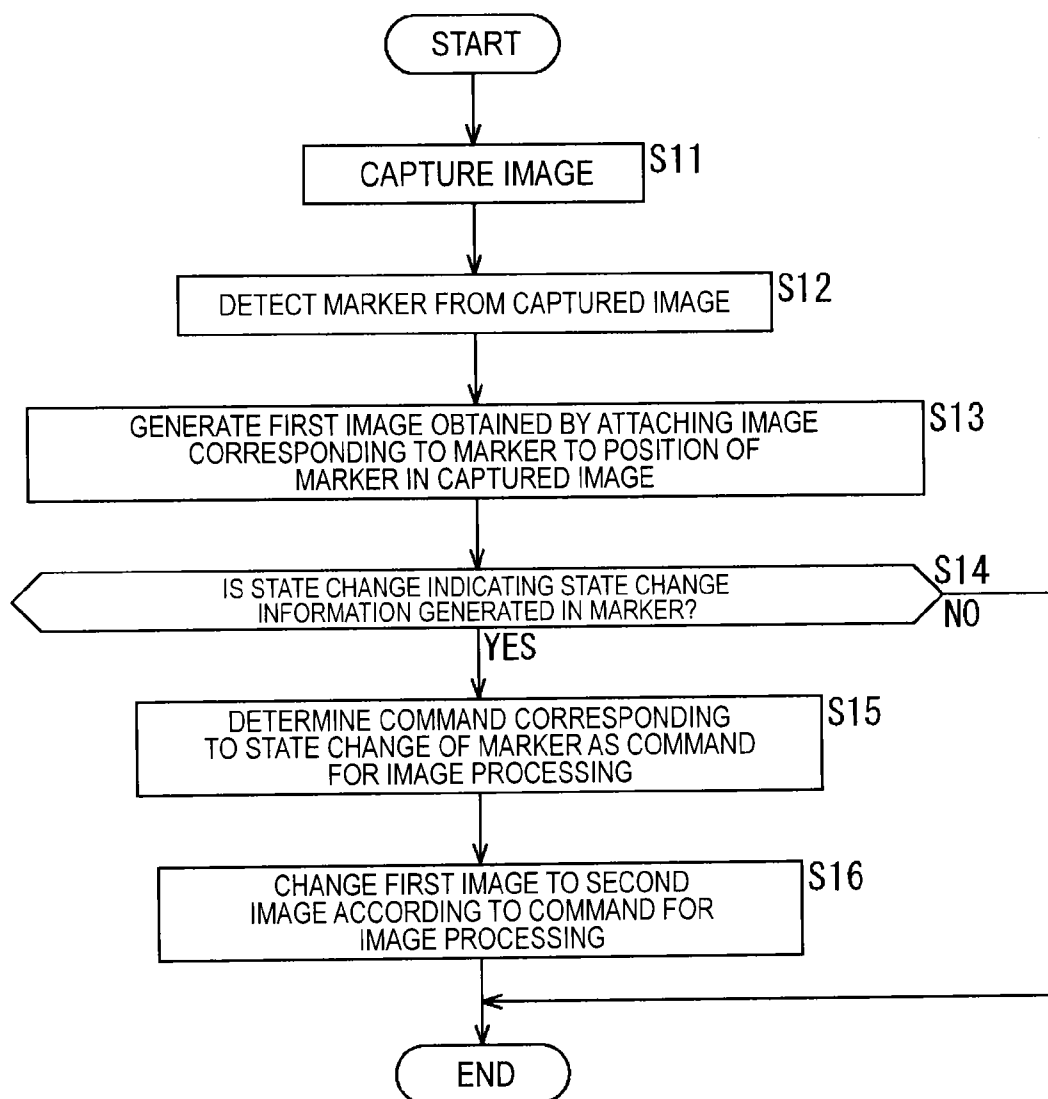 START
CAPTURE IMAGE
S11
DETECT MARKER FROM CAPTURED IMAGE
S12
GENERATE FIRST IMAGE OBTAINED BY ATTACHING IMAGE
CORRESPONDING TO MARKER TO POSITION OF
MARKER IN CAPTURED IMAGE
S13
IS STATE CHANGE INDICATING STATE CHANGE
INFORMATION GENERATED IN MARKER?
S14
NO
YES
DETERMINE COMMAND CORRESPONDING
TO STATE CHANGE OF MARKER AS COMMAND
FOR IMAGE PROCESSING
S15
CHANGE FIRST IMAGE TO SECOND
IMAGE ACCORDING TO COMMAND FOR
IMAGE PROCESSING
S16
END